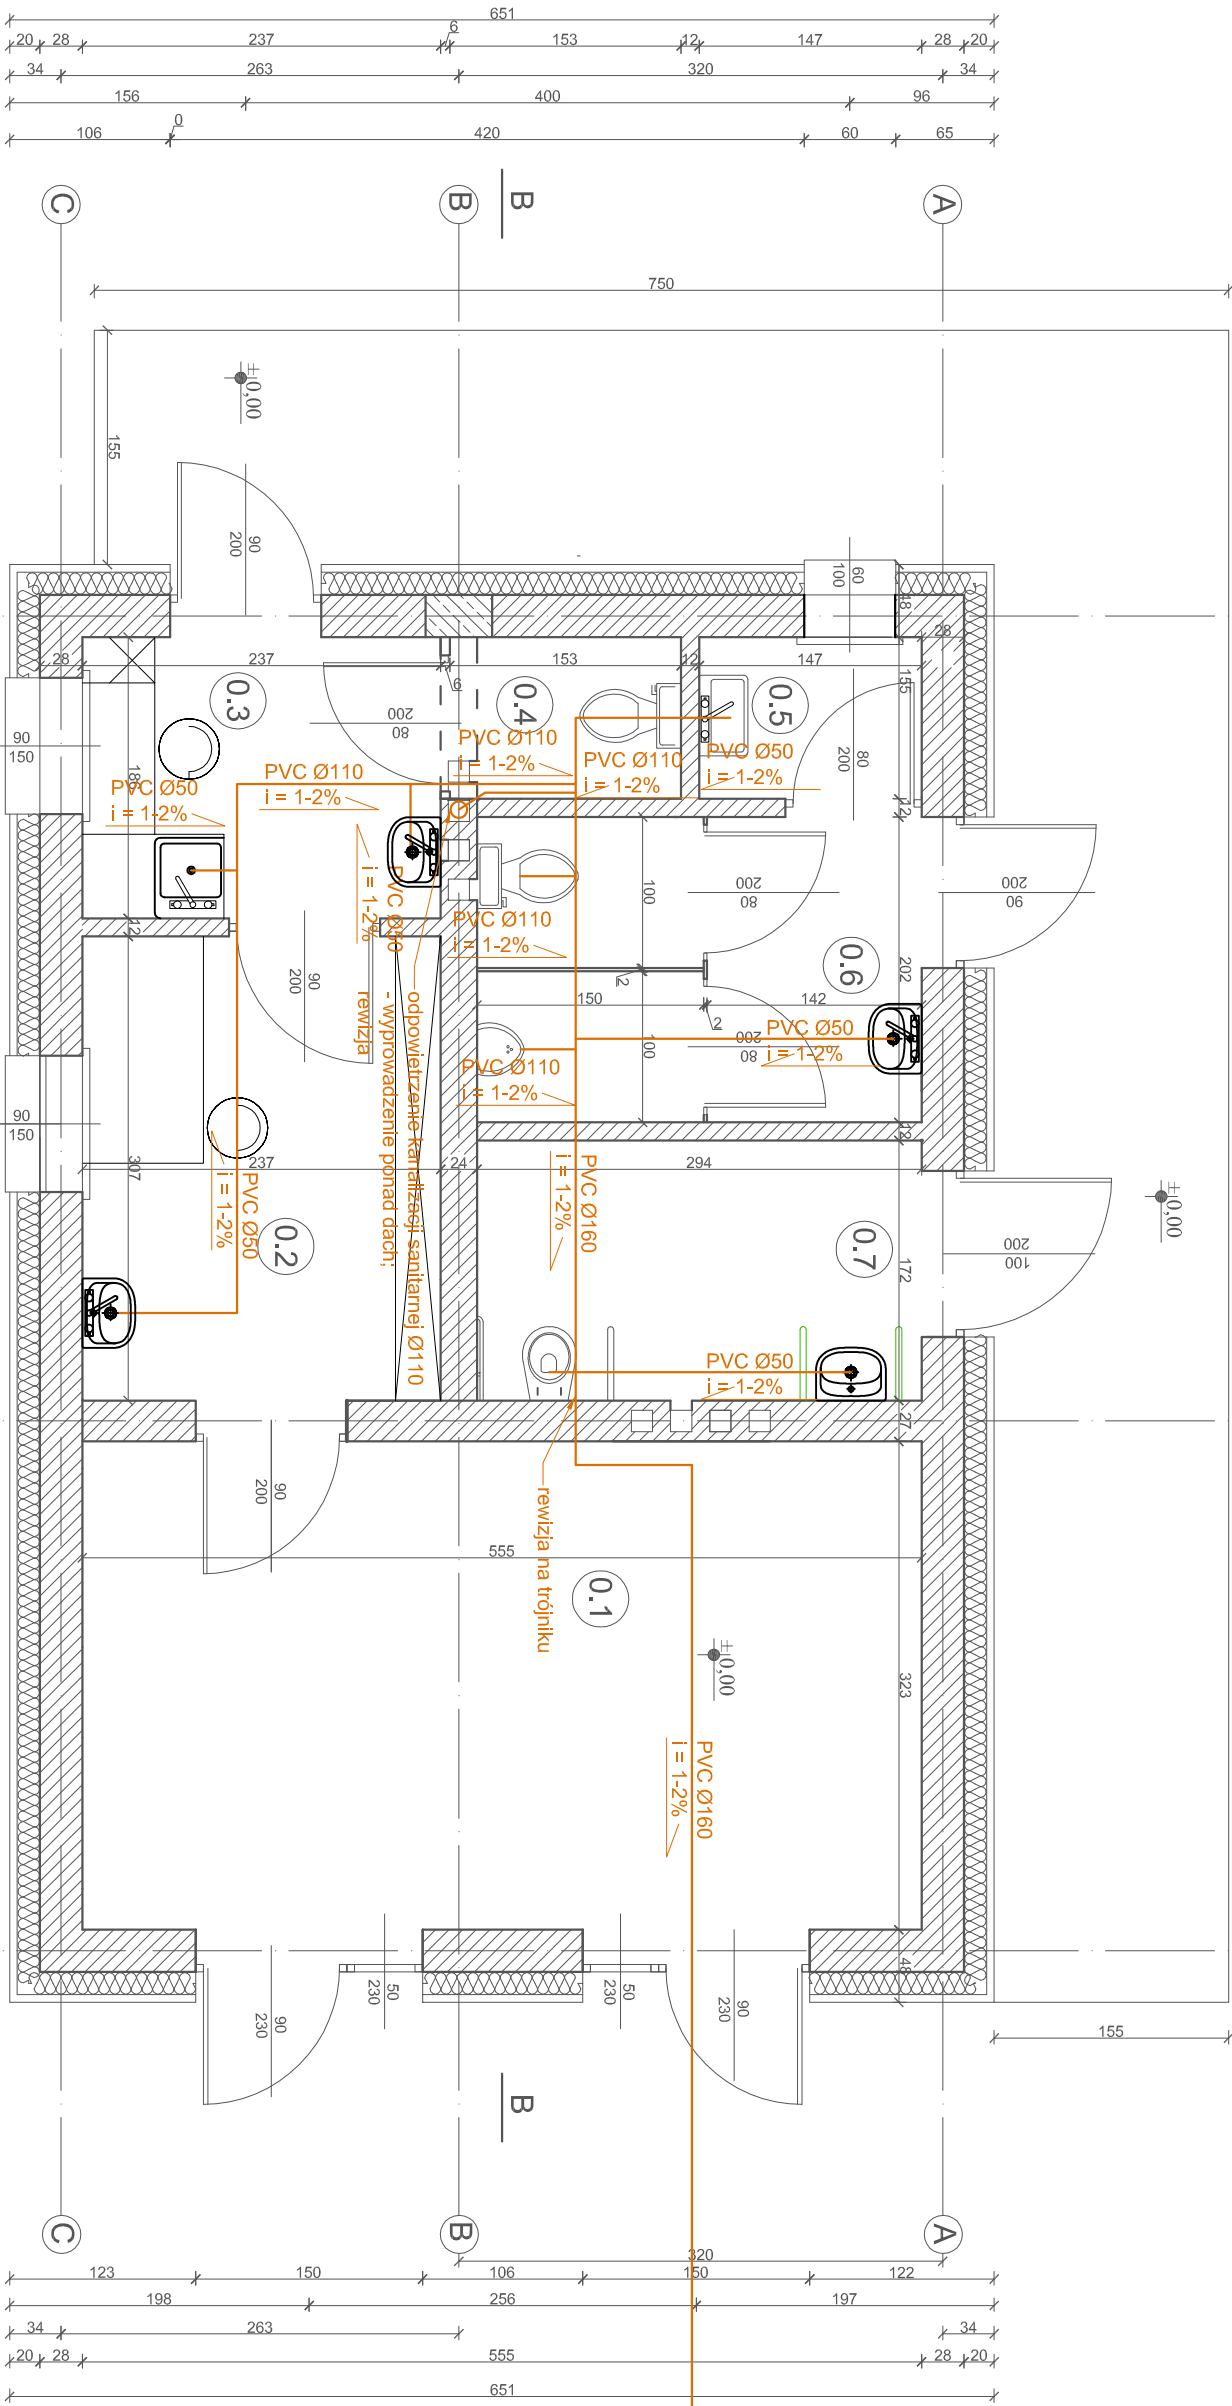 651
20 28 237 6 153 12 147 28 20
34 263 320 34
156 400 96
106 0 420 60 65
C B B A
750
±0,00
155
90
200
60
100
48
28 237 6 153 12 147 28
155
0.3
0.4
0.5
80
200
80
200
90
150
186
PVC Ø110
i = 1-2%
PVC Ø110
i = 1-2%
PVC Ø50
i = 1-2%
PVC Ø110
i = 1-2%
PVC Ø50
i = 1-2%
12
12
PVC Ø50
i = 1-2%
100
80
200
90
200
PVC Ø110
i = 1-2%
90
200
0.6
202
2
150 2 142
100
80
200
PVC Ø50
i = 1-2%
PVC Ø110
i = 1-2%
odpowietrzenie kanalizacji sanitarnej Ø110
- wyprowadzenie ponad dach;
rewizja
90
150
12
307
237 24 294
PVC Ø50
i = 1-2%
PVC Ø160
i = 1-2%
0.2
0.7
172
100
200
±0,00
PVC Ø50
i = 1-2%
27
90
200
rewizja na trójniku
555
0.1
±0,00
323
PVC Ø160
i = 1-2%
48
90
230
50
230
50
230
90
230
155
B
C B A
320
123 150 106 150 122
198 256 197
34 263 34
20 28 555 28 20
651